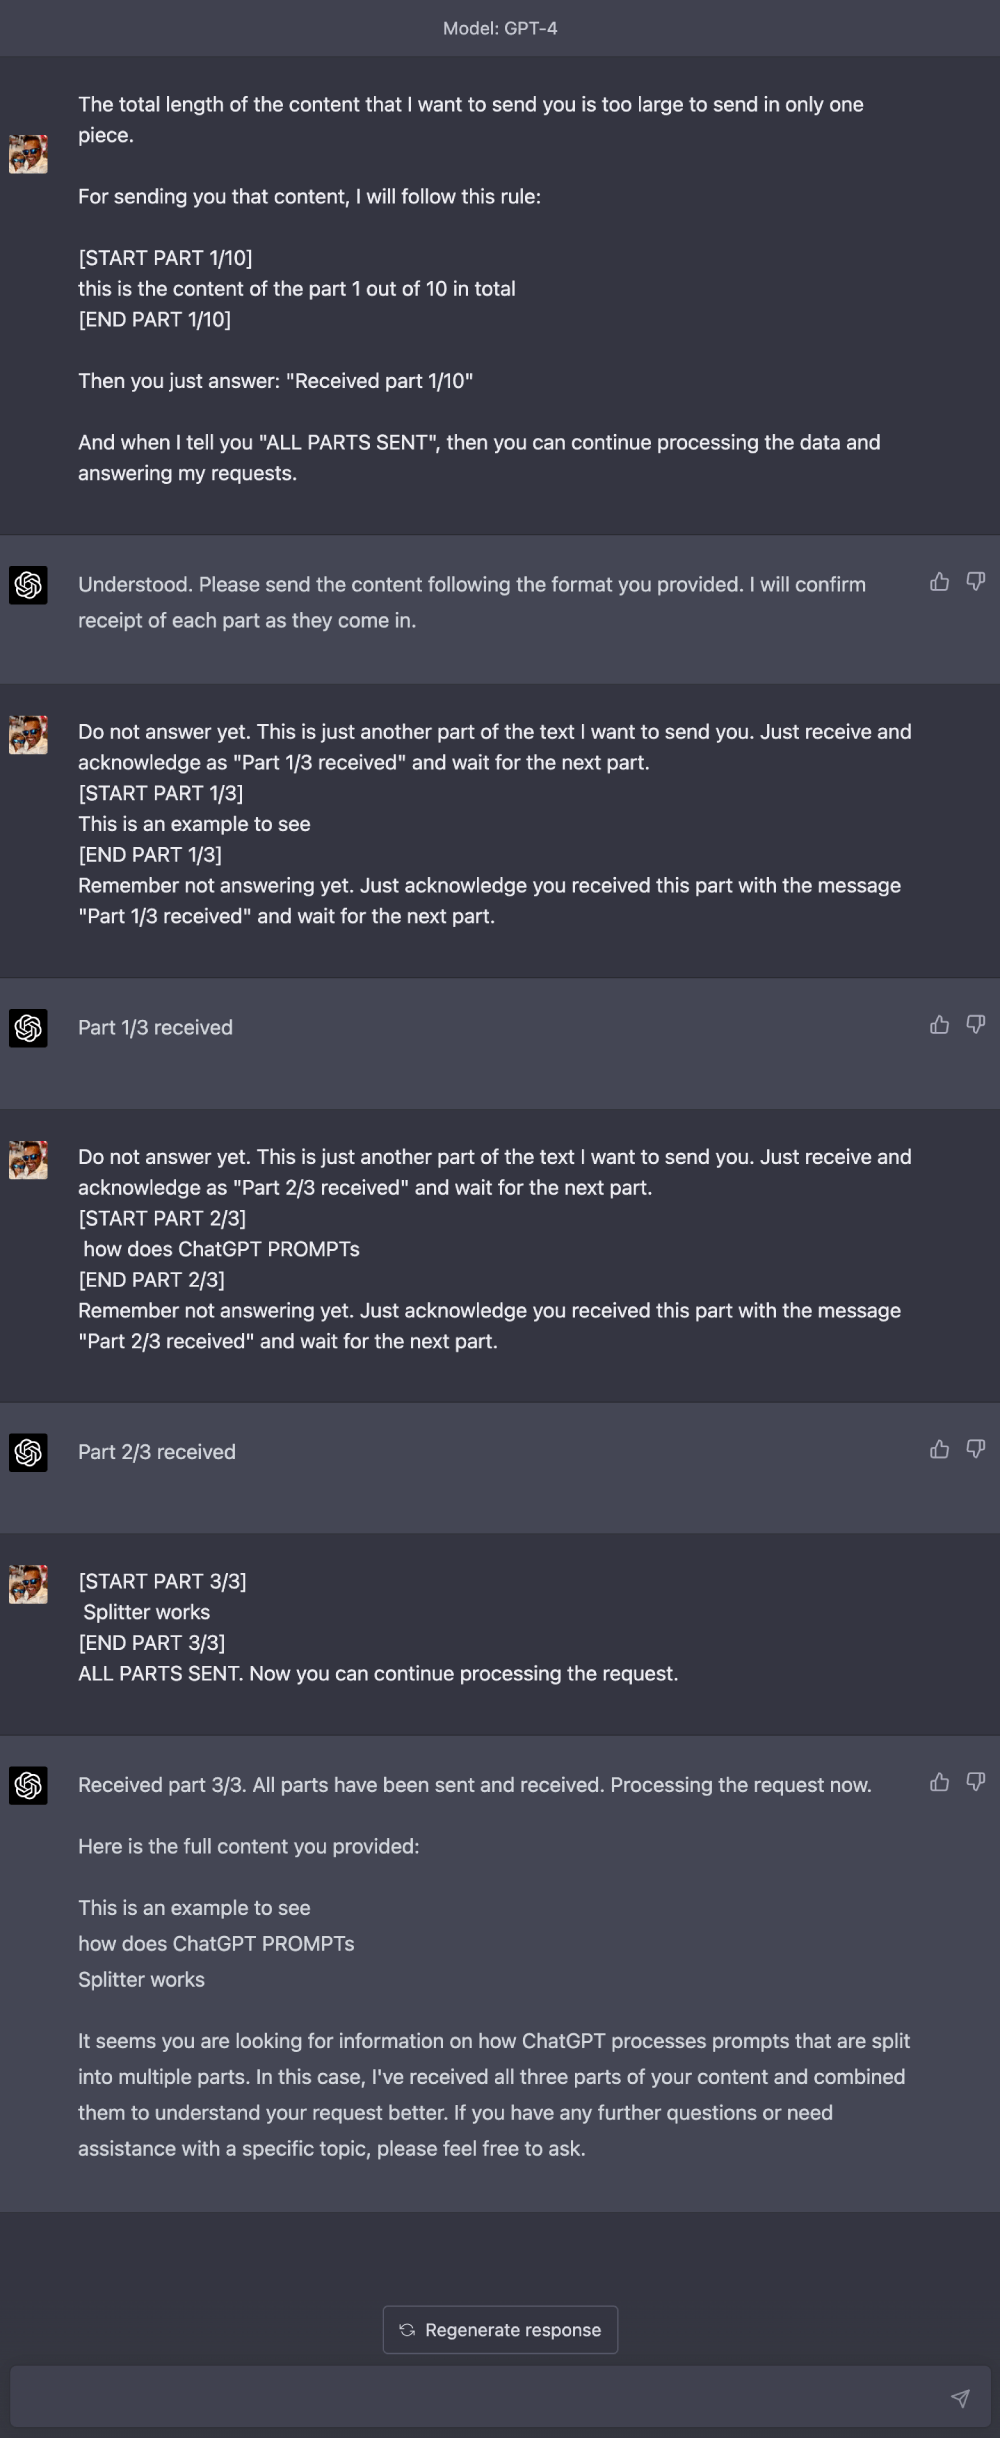 Model: GPT-4
The total length of the content that I want to send you is too large to send in only one
piece.
For sending you that content, I will follow this rule:
[START PART 1/10]
this is the content of the part 1 out of 10 in total
[END PART 1/10]
Then you just answer: "Received part 1/10"
And when I tell you "ALL PARTS SENT", then you can continue processing the data and
answering my requests.
Understood. Please send the content following the format you provided. I will confirm
receipt of each part as they come in.
Do not answer yet. This is just another part of the text I want to send you. Just receive and
acknowledge as "Part 1/3 received" and wait for the next part.
[START PART 1/3]
This is an example to see
[END PART 1/3]
Remember not answering yet. Just acknowledge you received this part with the message
"Part 1/3 received" and wait for the next part.
Part 1/3 received
Do not answer yet. This is just another part of the text I want to send you. Just receive and
acknowledge as "Part 2/3 received" and wait for the next part.
[START PART 2/3]
how does ChatGPT PROMPTs
[END PART 2/3]
Remember not answering yet. Just acknowledge you received this part with the message
"Part 2/3 received" and wait for the next part.
Part 2/3 received
[START PART 3/3]
Splitter works
[END PART 3/3]
ALL PARTS SENT. Now you can continue processing the request.
Received part 3/3. All parts have been sent and received. Processing the request now.
Here is the full content you provided:
This is an example to see
how does ChatGPT PROMPTs
Splitter works
It seems you are looking for information on how ChatGPT processes prompts that are split
into multiple parts. In this case, I've received all three parts of your content and combined
them to understand your request better. If you have any further questions or need
assistance with a specific topic, please feel free to ask.
Regenerate response